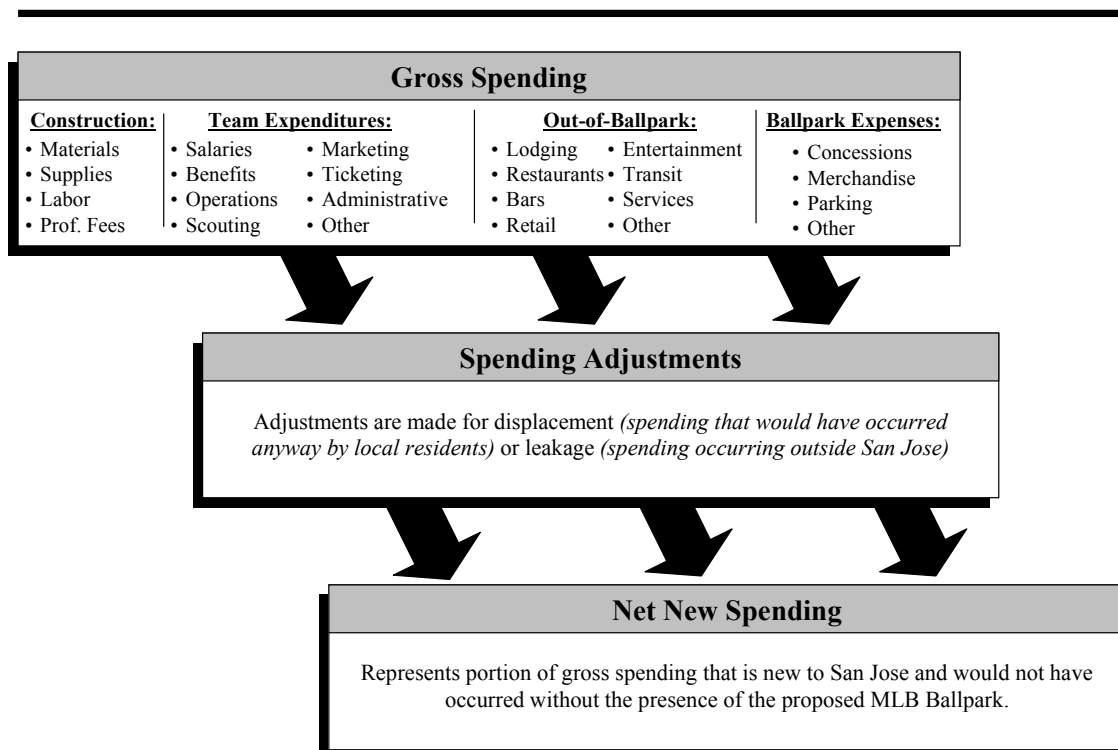 Gross Spending
Construction:
• Materials
• Supplies
• Labor
• Prof. Fees
Team Expenditures:
• Salaries
• Benefits
• Operations
• Scouting
• Marketing
• Ticketing
• Administrative
• Other
Out-of-Ballpark:
• Lodging
• Restaurants
• Bars
• Retail
• Entertainment
• Transit
• Services
• Other
Ballpark Expenses:
• Concessions
• Merchandise
• Parking
• Other
Spending Adjustments
Adjustments are made for displacement (spending that would have occurred
anyway by local residents) or leakage (spending occurring outside San Jose)
Net New Spending
Represents portion of gross spending that is new to San Jose and would not have
occurred without the presence of the proposed MLB Ballpark.